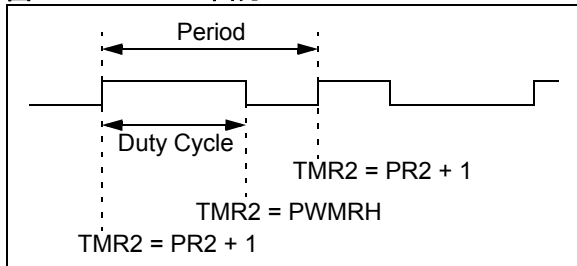 Period
Duty Cycle
TMR2 = PR2 + 1
TMR2 = PWMRH
TMR2 = PR2 + 1